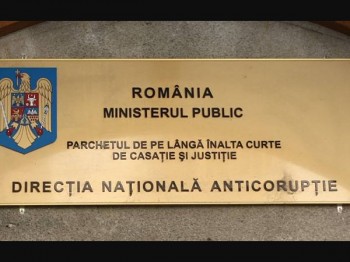 ROMÂNIA
MINISTERUL PUBLIC
PARCHETUL DE PE LÂNGĂ ÎNALTA CURTE
DE CASAȚIE ȘI JUSTIȚIE
DIRECȚIA NAȚIONALĂ ANTICORUPȚIE